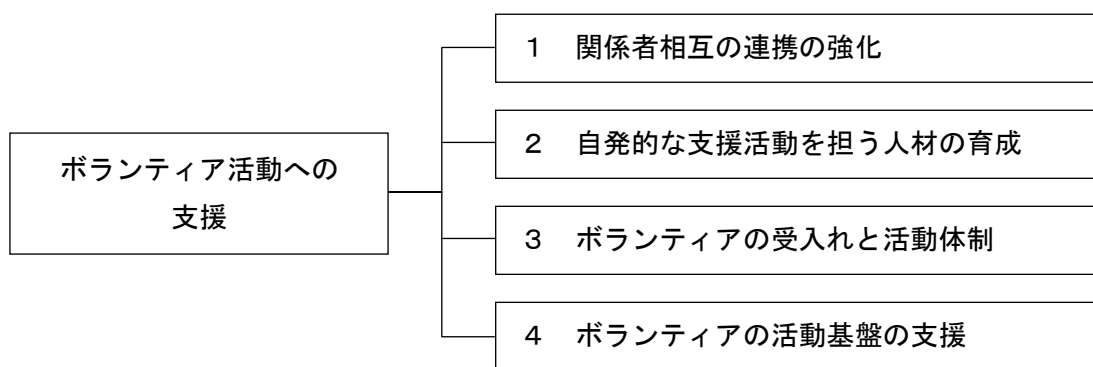 ボランティア活動への
支援
1 関係者相互の連携の強化
2 自発的な支援活動を担う人材の育成
3 ボランティアの受入れと活動体制
4 ボランティアの活動基盤の支援